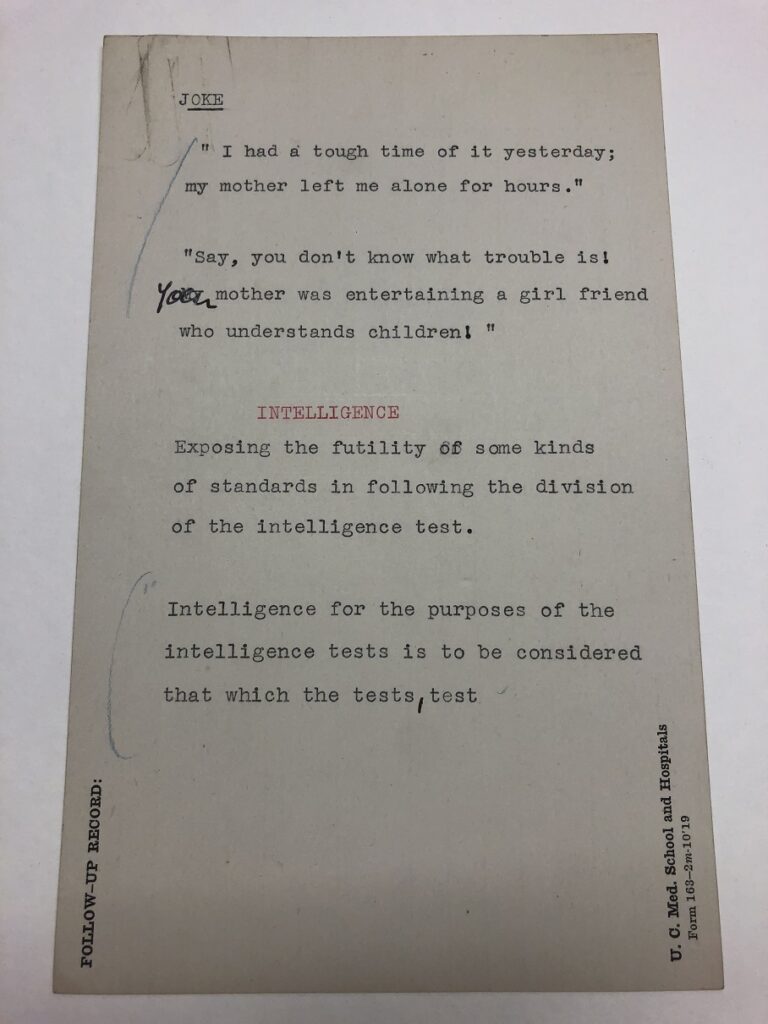 JOKE
" I had a tough time of it yesterday;
my mother left me alone for hours."
"Say, you don't know what trouble is!
mother was entertaining a girl friend
who understands children! "
INTELLIGENCE
Exposing the futility of some kinds
of standards in following the division
of the intelligence test.
Intelligence for the purposes of the
intelligence tests is to be considered
that which the tests, test
FOLLOW-UP RECORD:
U. C. Med. School and Hospitals
Form 163-2m-10'19